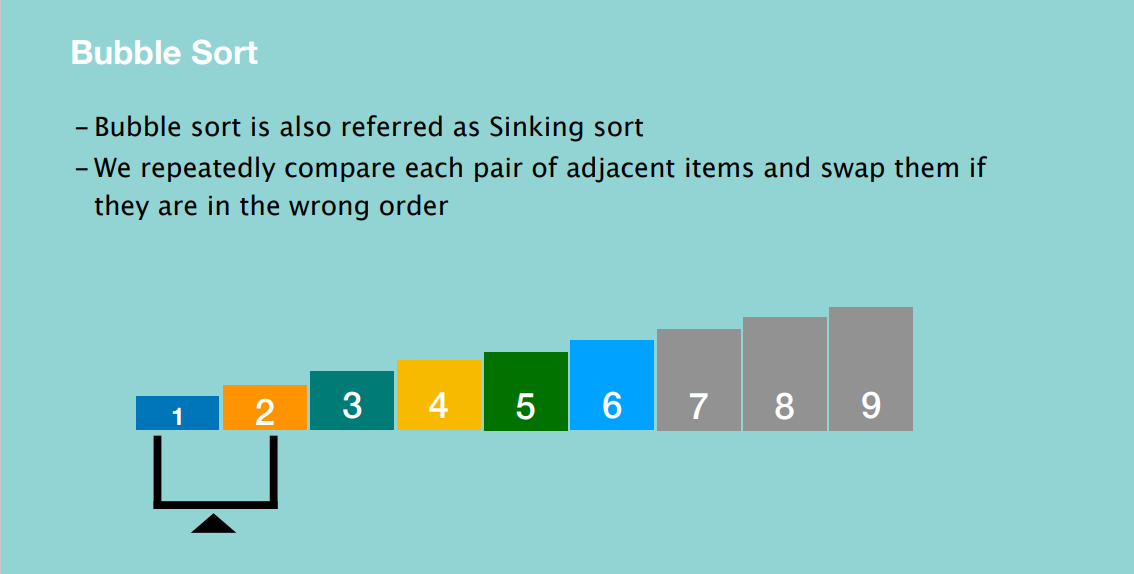 Bubble Sort
– Bubble sort is also referred as Sinking sort
– We repeatedly compare each pair of adjacent items and swap them if
they are in the wrong order
1 2 3 4 5 6 7 8 9